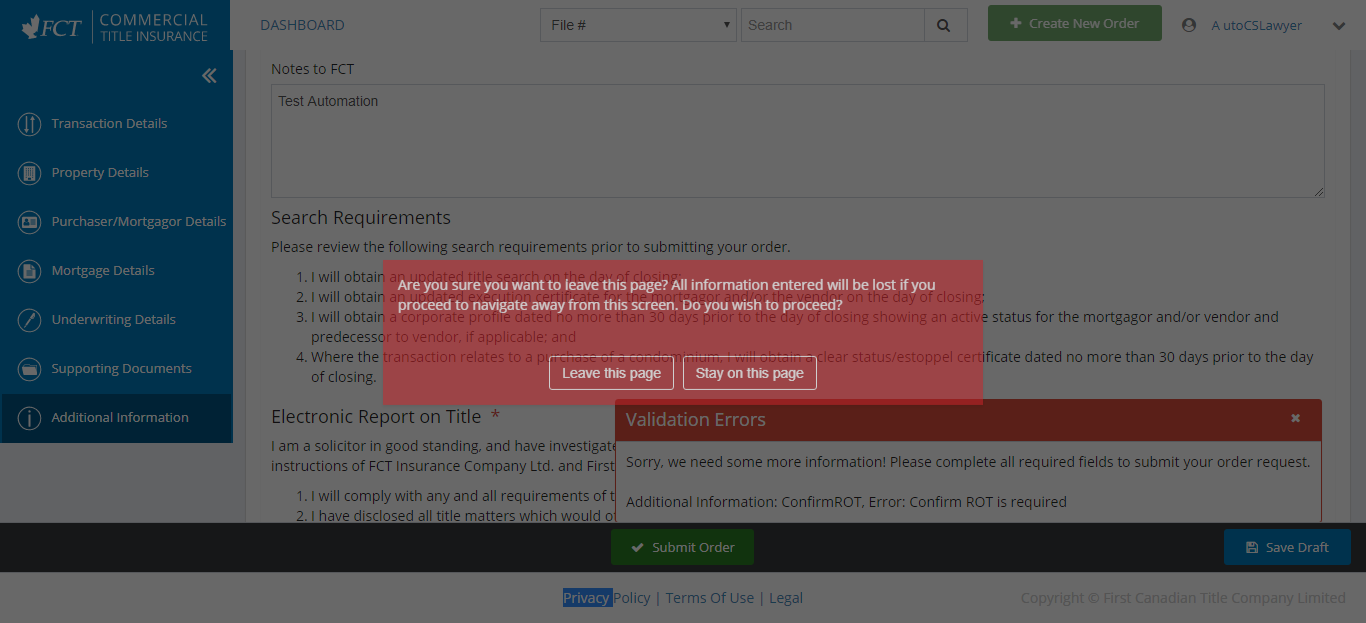 FCT COMMERCIAL TITLE INSURANCE
DASHBOARD
File #
Search
Create New Order
A utoCSLawyer
Transaction Details
Property Details
Purchaser/Mortgagor Details
Mortgage Details
Underwriting Details
Supporting Documents
Additional Information
Notes to FCT
Test Automation
Search Requirements
Please review the following search requirements prior to submitting your order.
1. I will obtain an updated title search on the day of closing;
2. I will obtain an updated execution certificate for the mortgagor and/or the vendor on the day of closing;
3. I will obtain a corporate profile dated no more than 30 days prior to the day of closing showing an active status for the mortgagor and/or vendor and
predecessor to vendor, if applicable; and
4. Where the transaction relates to a purchase of a condominium, I will obtain a clear status/estoppel certificate dated no more than 30 days prior to the day
of closing.
Are you sure you want to leave this page? All information entered will be lost if you
proceed to navigate away from this screen. Do you wish to proceed?
Leave this page
Stay on this page
Electronic Report on Title *
I am a solicitor in good standing, and have investigate
instructions of FCT Insurance Company Ltd. and First
1. I will comply with any and all requirements of t
2. I have disclosed all title matters which would of
Validation Errors
Sorry, we need some more information! Please complete all required fields to submit your order request.
Additional Information: ConfirmROT, Error: Confirm ROT is required
Submit Order
Save Draft
Privacy Policy | Terms Of Use | Legal
Copyright © First Canadian Title Company Limited